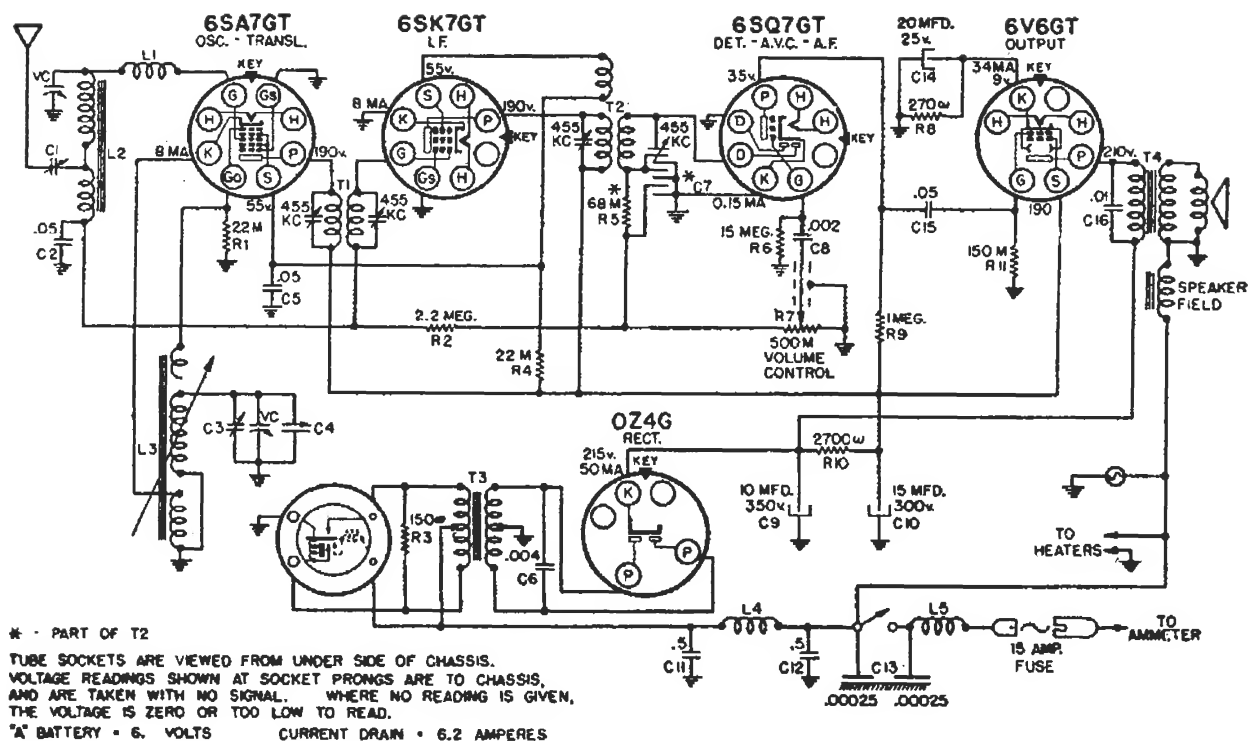 6SA7GT
OSC. - TRANSL.
6SK7GT
I.F.
6SQ7GT
DET.- A.V.C. - A.F.
6V6GT
OUTPUT
20 MFD.
25v.
C14
270ω
R8
34MA
9v.
KEY
K
H
H
P
G
S
210v.
190
T4
.01
C16
150 M
R11
.05
C15
SPEAKER
FIELD
VC
L1
KEY
G
Gs
H
H
K
P
Go
S
8 MA
190v.
55v.
C1
L2
.05
C2
22M
R1
.05
C5
455
KC
T1
455
KC
55v.
8 MA
S
H
K
P
G
Gs
H
190v.
KEY
T2
455
KC
455
KC
*
68 M
R5
*
C7
35v.
P
H
D
H
D
K
G
KEY
0.15 MA
15 MEG.
R6
.002
C8
2.2 MEG.
R2
22 M
R4
R7
500M
VOLUME
CONTROL
1MEG.
R9
L3
C3
VC
C4
OZ4G
RECT.
215v.
50MA
KEY
K
P
P
2700ω
R10
10 MFD.
350v.
C9
15 MFD.
300v.
C10
T3
150ω
R3
.004
C6
TO
HEATERS
L4
.5
C11
.5
C12
L5
C13
.00025
.00025
15 AMP.
FUSE
TO
AMMETER
* - PART OF T2
TUBE SOCKETS ARE VIEWED FROM UNDER SIDE OF CHASSIS.
VOLTAGE READINGS SHOWN AT SOCKET PRONGS ARE TO CHASSIS,
AND ARE TAKEN WITH NO SIGNAL. WHERE NO READING IS GIVEN,
THE VOLTAGE IS ZERO OR TOO LOW TO READ.
"A" BATTERY = 6. VOLTS CURRENT DRAIN = 6.2 AMPERES